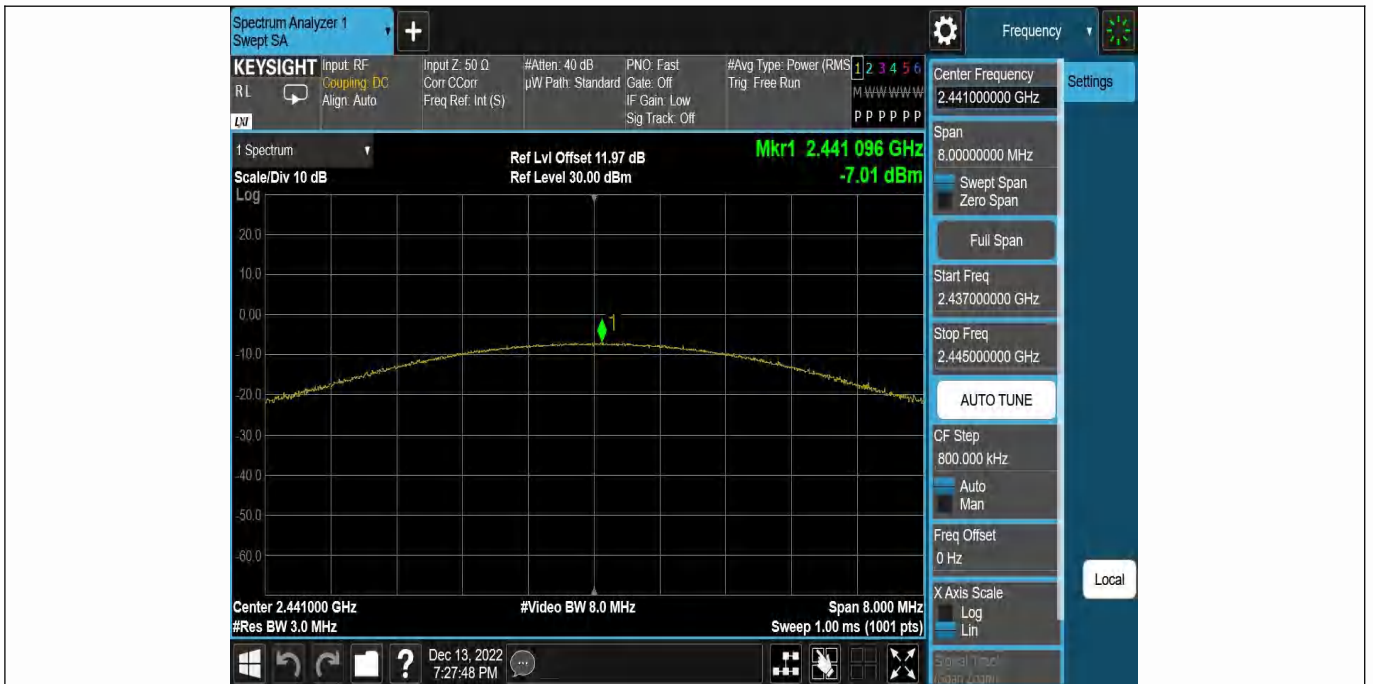 Spectrum Analyzer 1
Swept SA
+
Frequency
KEYSIGHT
RL
LXI
Input: RF
Coupling: DC
Align: Auto
Input Z: 50 Ω
Corr CCorr
Freq Ref: Int (S)
#Atten: 40 dB
µW Path: Standard
PNO: Fast
Gate: Off
IF Gain: Low
Sig Track: Off
#Avg Type: Power (RMS
Trig: Free Run
1 2 3 4 5 6
M W W W W W
P P P P P P
1 Spectrum
Scale/Div 10 dB
Log
Ref Lvl Offset 11.97 dB
Ref Level 30.00 dBm
Mkr1 2.441 096 GHz
-7.01 dBm
20.0
10.0
0.00
-10.0
-20.0
-30.0
-40.0
-50.0
-60.0
1
Center 2.441000 GHz
#Res BW 3.0 MHz
#Video BW 8.0 MHz
Span 8.000 MHz
Sweep 1.00 ms (1001 pts)
Center Frequency
2.441000000 GHz
Settings
Span
8.00000000 MHz
Swept Span
Zero Span
Full Span
Start Freq
2.437000000 GHz
Stop Freq
2.445000000 GHz
AUTO TUNE
CF Step
800.000 kHz
Auto
Man
Freq Offset
0 Hz
X Axis Scale
Log
Lin
Signal Track
(Span Zoom)
Local
?
Dec 13, 2022
7:27:48 PM